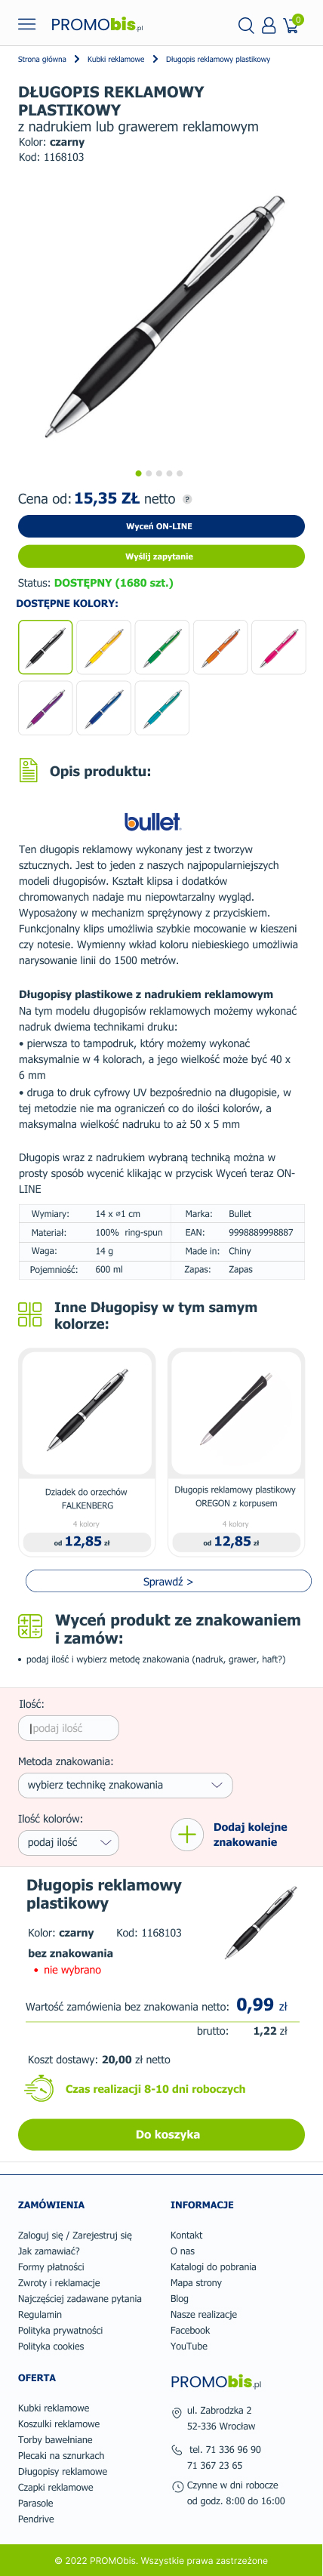 PROMObis.pl
0
Strona główna > Kubki reklamowe > Długopis reklamowy plastikowy
DŁUGOPIS REKLAMOWY
PLASTIKOWY
z nadrukiem lub grawerem reklamowym
Kolor: czarny
Kod: 1168103
Cena od: 15,35 ZŁ netto ?
Wyceń ON-LINE
Wyślij zapytanie
Status: DOSTĘPNY (1680 szt.)
DOSTĘPNE KOLORY:
Opis produktu:
bullet
Ten długopis reklamowy wykonany jest z tworzyw
sztucznych. Jest to jeden z naszych najpopularniejszych
modeli długopisów. Kształt klipsa i dodatków
chromowanych nadaje mu niepowtarzalny wygląd.
Wyposażony w mechanizm sprężynowy z przyciskiem.
Funkcjonalny klips umożliwia szybkie mocowanie w kieszeni
czy notesie. Wymienny wkład koloru niebieskiego umożliwia
narysowanie linii do 1500 metrów.
Długopisy plastikowe z nadrukiem reklamowym
Na tym modelu długopisów reklamowych możemy wykonać
nadruk dwiema technikami druku:
• pierwsza to tampodruk, który możemy wykonać
maksymalnie w 4 kolorach, a jego wielkość może być 40 x
6 mm
• druga to druk cyfrowy UV bezpośrednio na długopisie, w
tej metodzie nie ma ograniczeń co do ilości kolorów, a
maksymalna wielkość nadruku to aż 50 x 5 mm
Długopis wraz z nadrukiem wybraną techniką można w
prosty sposób wycenić klikając w przycisk Wyceń teraz ON-
LINE
Wymiary: 14 x ⌀1 cm Marka: Bullet
Materiał: 100% ring-spun EAN: 9998889998887
Waga: 14 g Made in: Chiny
Pojemność: 600 ml Zapas: Zapas
Inne Długopisy w tym samym
kolorze:
Dziadek do orzechów
FALKENBERG
4 kolory
od 12,85 zł
Długopis reklamowy plastikowy
OREGON z korpusem
4 kolory
od 12,85 zł
Sprawdź >
Wyceń produkt ze znakowaniem
i zamów:
• podaj ilość i wybierz metodę znakowania (nadruk, grawer, haft?)
Ilość:
podaj ilość
Metoda znakowania:
wybierz technikę znakowania
Ilość kolorów:
podaj ilość
Dodaj kolejne
znakowanie
Długopis reklamowy
plastikowy
Kolor: czarny Kod: 1168103
bez znakowania
• nie wybrano
Wartość zamówienia bez znakowania netto: 0,99 zł
brutto: 1,22 zł
Koszt dostawy: 20,00 zł netto
Czas realizacji 8-10 dni roboczych
Do koszyka
ZAMÓWIENIA
Zaloguj się / Zarejestruj się
Jak zamawiać?
Formy płatności
Zwroty i reklamacje
Najczęściej zadawane pytania
Regulamin
Polityka prywatności
Polityka cookies
INFORMACJE
Kontakt
O nas
Katalogi do pobrania
Mapa strony
Blog
Nasze realizacje
Facebook
YouTube
OFERTA
Kubki reklamowe
Koszulki reklamowe
Torby bawełniane
Plecaki na sznurkach
Długopisy reklamowe
Czapki reklamowe
Parasole
Pendrive
PROMObis.pl
ul. Zabrodzka 2
52-336 Wrocław
tel. 71 336 96 90
71 367 23 65
Czynne w dni robocze
od godz. 8:00 do 16:00
© 2022 PROMObis. Wszystkie prawa zastrzeżone